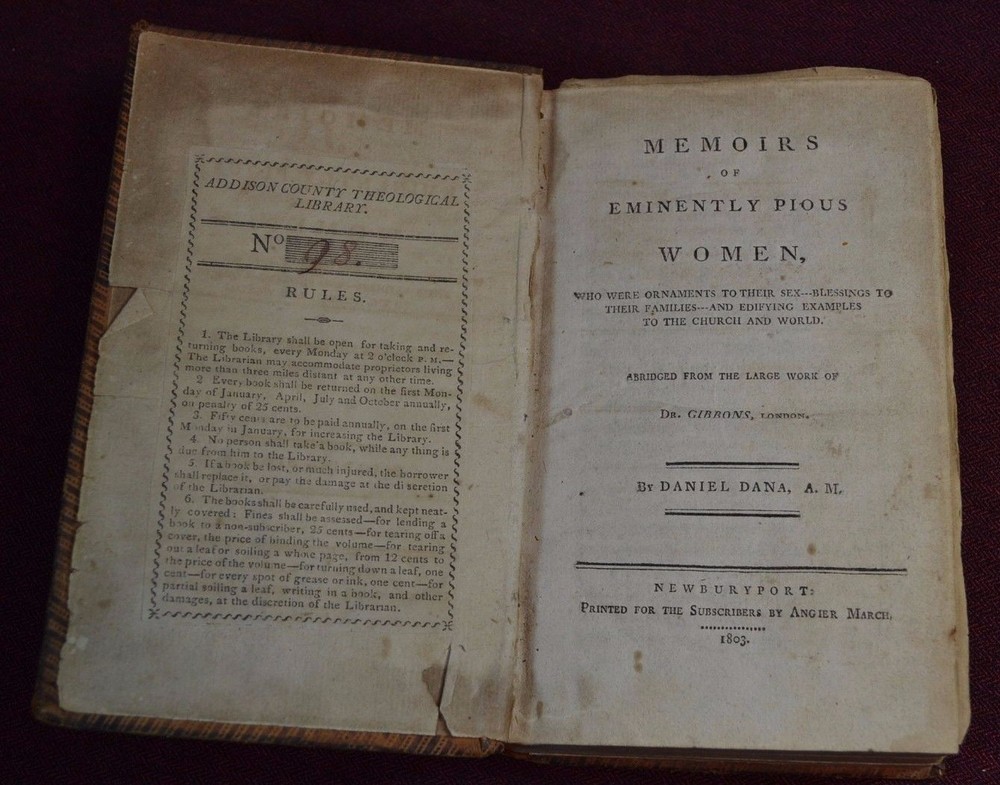 ADDISON COUNTY THEOLOGICAL
LIBRARY.
No 98.
RULES.
1. The Library shall be open for taking and re-
turning books, every Monday at 2 o'clock P. M.—
The Librarian may accommodate proprietors living
more than three miles distant at any other time.
2 Every book shall be returned on the first Mon-
day of January, April, July and October annually,
on penalty of 25 cents.
3. Fifty cents are to be paid annually, on the first
Monday in January, for increasing the Library.
4. No person shall take a book, while any thing is
due from him to the Library.
5. If a book be lost, or much injured, the borrower
shall replace it, or pay the damage at the discretion
of the Librarian.
6. The books shall be carefully used, and kept neat-
ly covered: Fines shall be assessed—for lending a
book to a non-subscriber, 25 cents—for tearing off a
cover, the price of binding the volume—for tearing
out a leaf or soiling a whole page, from 12 cents to
the price of the volume—for turning down a leaf, one
cent—for every spot of grease or ink, one cent—for
partial soiling a leaf, writing in a book, and other
damages, at the discretion of the Librarian.
MEMOIRS
OF
EMINENTLY PIOUS
WOMEN,
WHO WERE ORNAMENTS TO THEIR SEX---BLESSINGS TO
THEIR FAMILIES---AND EDIFYING EXAMPLES
TO THE CHURCH AND WORLD.
ABRIDGED FROM THE LARGE WORK OF
DR. GIBBONS, LONDON.
BY DANIEL DANA, A. M.
NEWBURYPORT:
PRINTED FOR THE SUBSCRIBERS BY ANGIER MARCH.
1803.